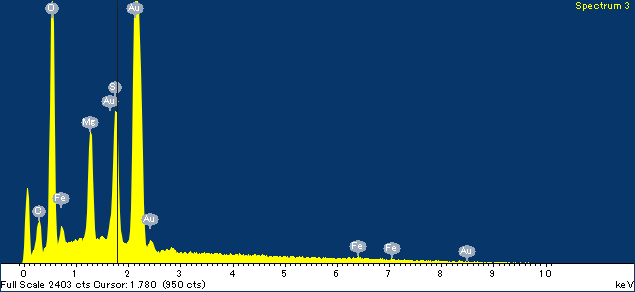 Spectrum 3
O
Au
Si
Au
Mg
Fe
O
Au
Fe
Fe
Au
0 1 2 3 4 5 6 7 8 9 10
Full Scale 2403 cts Cursor: 1.780 (950 cts)
keV